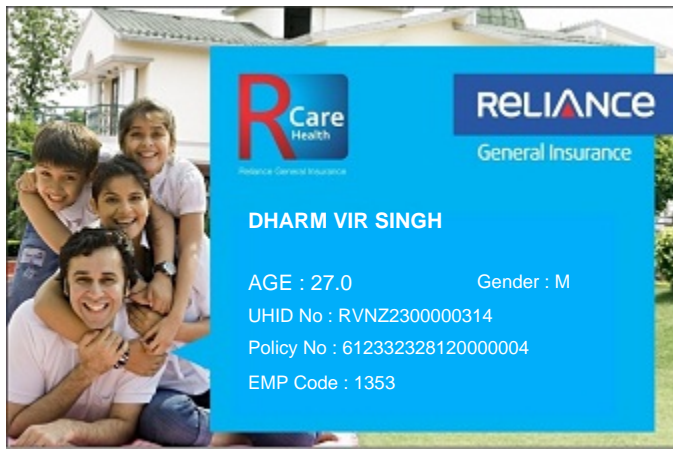 R Care
Health
Reliance General Insurance
RELIANCE
General Insurance
DHARM VIR SINGH
AGE : 27.0 Gender : M
UHID No : RVNZ2300000314
Policy No : 612332328120000004
EMP Code : 1353